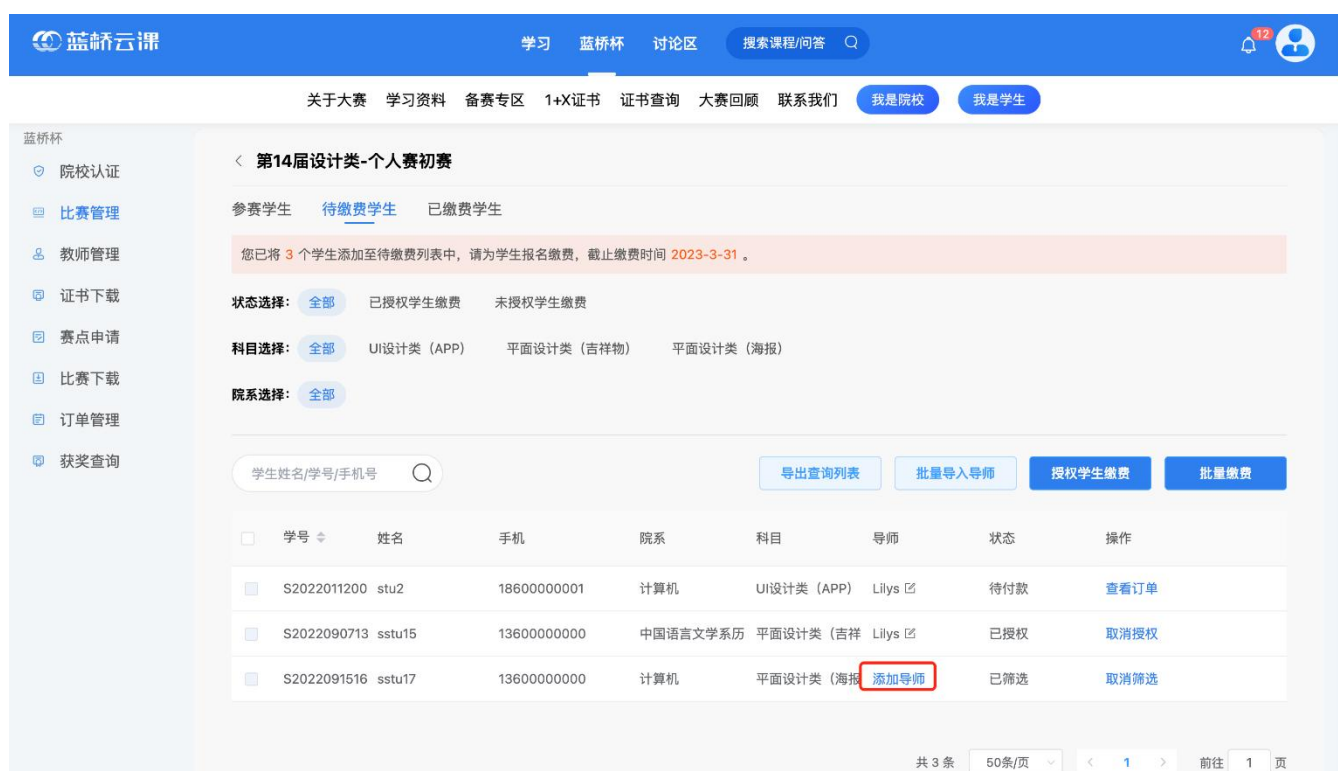 蓝桥云课
学习 蓝桥杯 讨论区 搜索课程/问答 12
关于大赛 学习资料 备赛专区 1+X证书 证书查询 大赛回顾 联系我们 我是院校 我是学生
蓝桥杯
院校认证
比赛管理
教师管理
证书下载
赛点申请
比赛下载
订单管理
获奖查询
第14届设计类-个人赛初赛
参赛学生 待缴费学生 已缴费学生
您已将 3 个学生添加至待缴费列表中，请为学生报名缴费，截止缴费时间 2023-3-31 。
状态选择： 全部 已授权学生缴费 未授权学生缴费
科目选择： 全部 UI设计类（APP） 平面设计类（吉祥物） 平面设计类（海报）
院系选择： 全部
学生姓名/学号/手机号 导出查询列表 批量导入导师 授权学生缴费 批量缴费
学号 姓名 手机 院系 科目 导师 状态 操作
S2022011200 stu2 18600000001 计算机 UI设计类（APP） Lilys 待付款 查看订单
S2022090713 sstu15 13600000000 中国语言文学系历 平面设计类（吉祥 Lilys 已授权 取消授权
S2022091516 sstu17 13600000000 计算机 平面设计类（海报 添加导师 已筛选 取消筛选
共 3 条 50条/页 1 前往 1 页